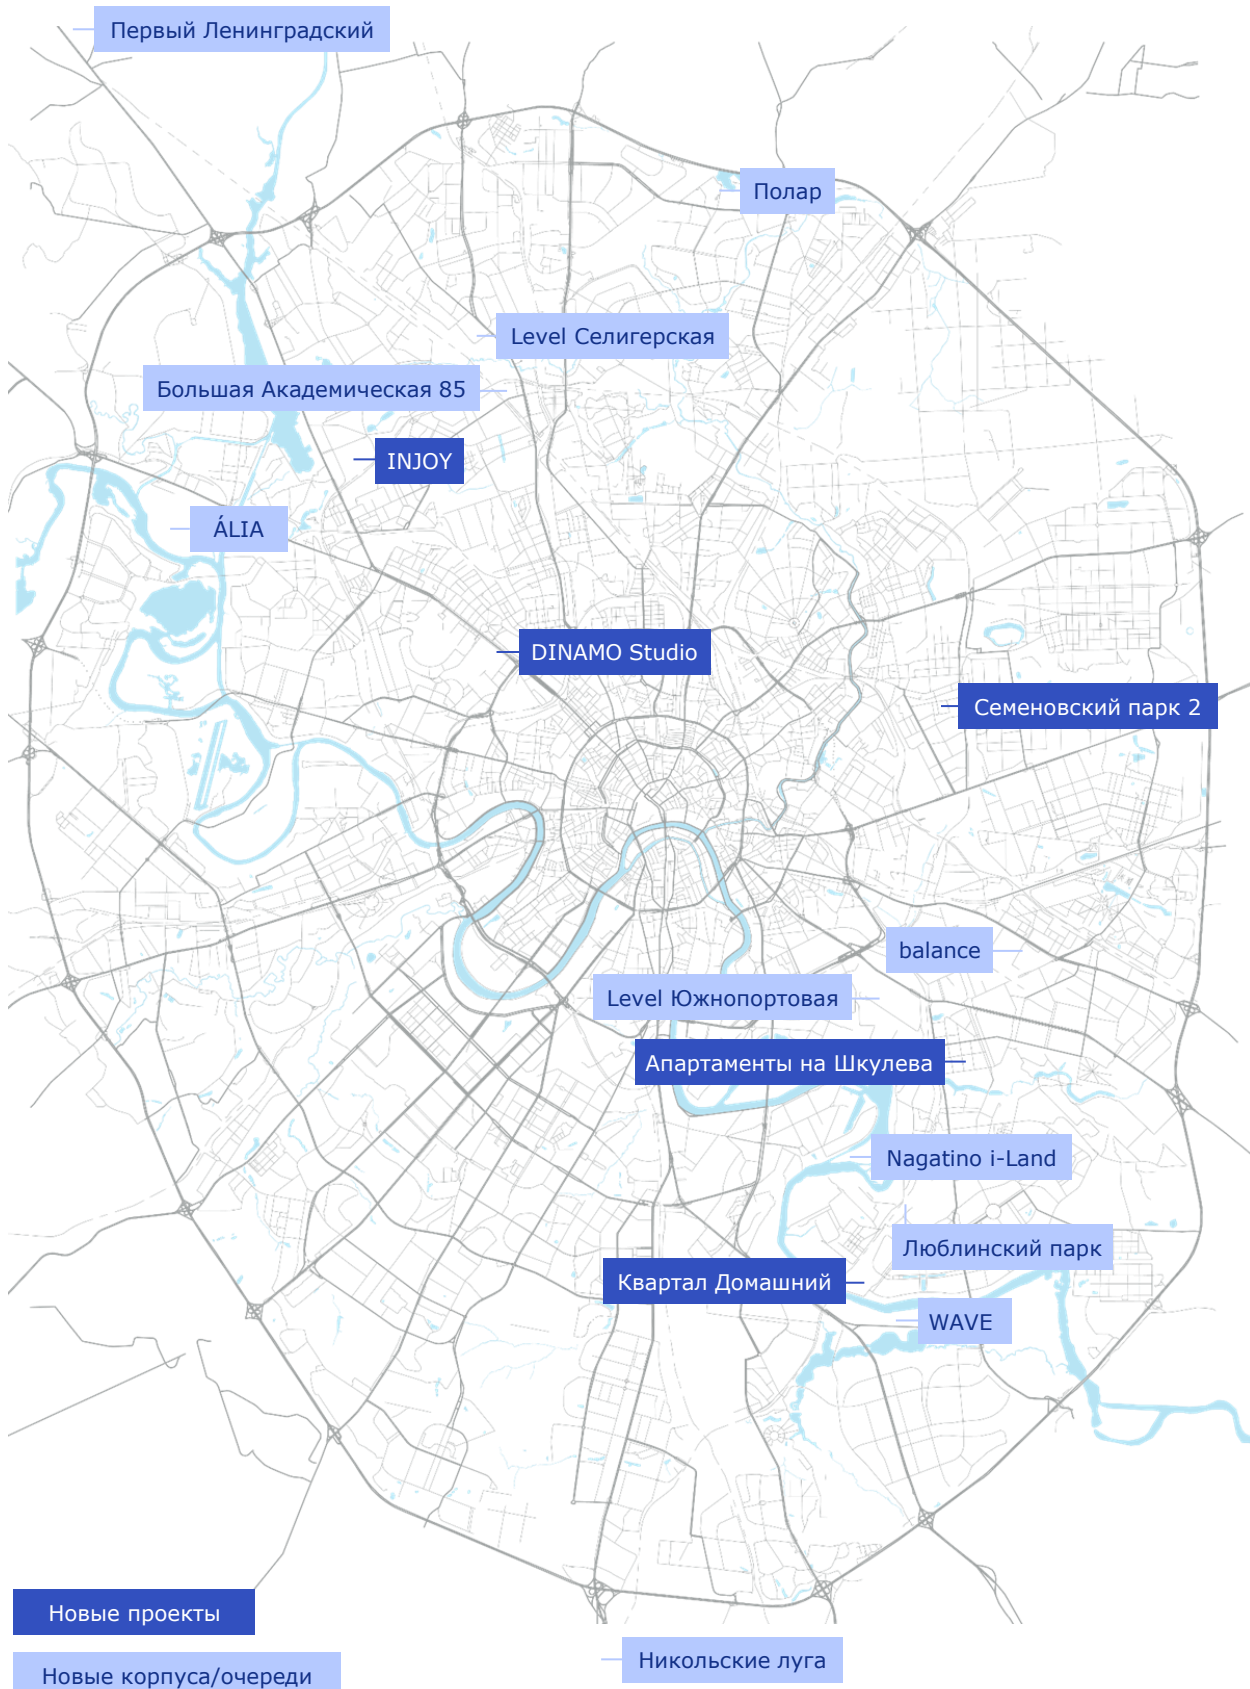 Первый Ленинградский
Полар
Level Селигерская
Большая Академическая 85
INJOY
ÁLIA
DINAMO Studio
Семеновский парк 2
balance
Level Южнопортовая
Апартаменты на Шкулева
Nagatino i-Land
Люблинский парк
Квартал Домашний
WAVE
Новые проекты
Никольские луга
Новые корпуса/очереди